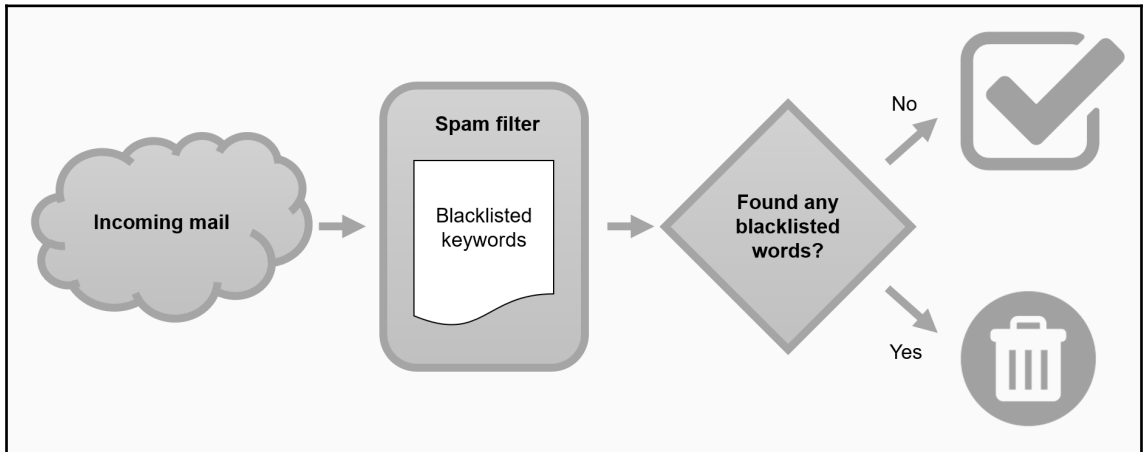 Incoming mail
Spam filter
Blacklisted
keywords
Found any
blacklisted
words?
No
Yes